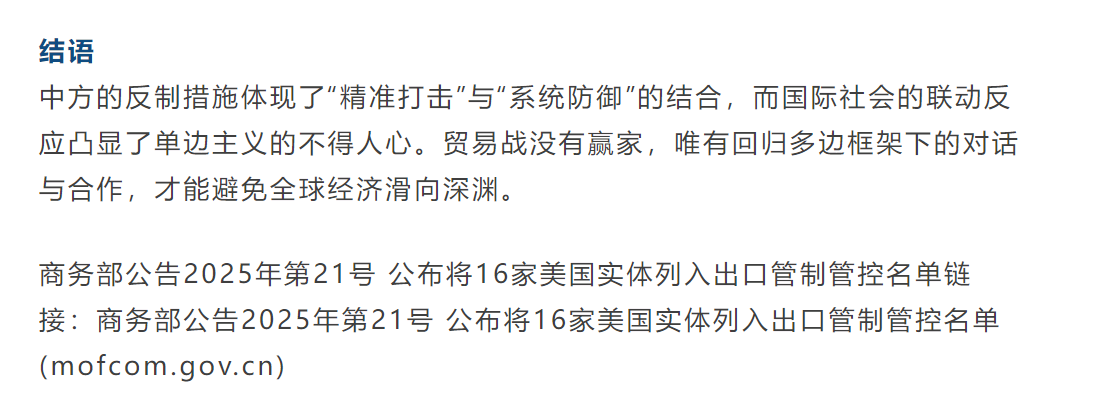 结语
中方的反制措施体现了“精准打击”与“系统防御”的结合，而国际社会的联动反
应凸显了单边主义的不得人心。贸易战没有赢家，唯有回归多边框架下的对话
与合作，才能避免全球经济滑向深渊。
商务部公告2025年第21号 公布将16家美国实体列入出口管制管控名单链
接：商务部公告2025年第21号 公布将16家美国实体列入出口管制管控名单
(mofcom.gov.cn)